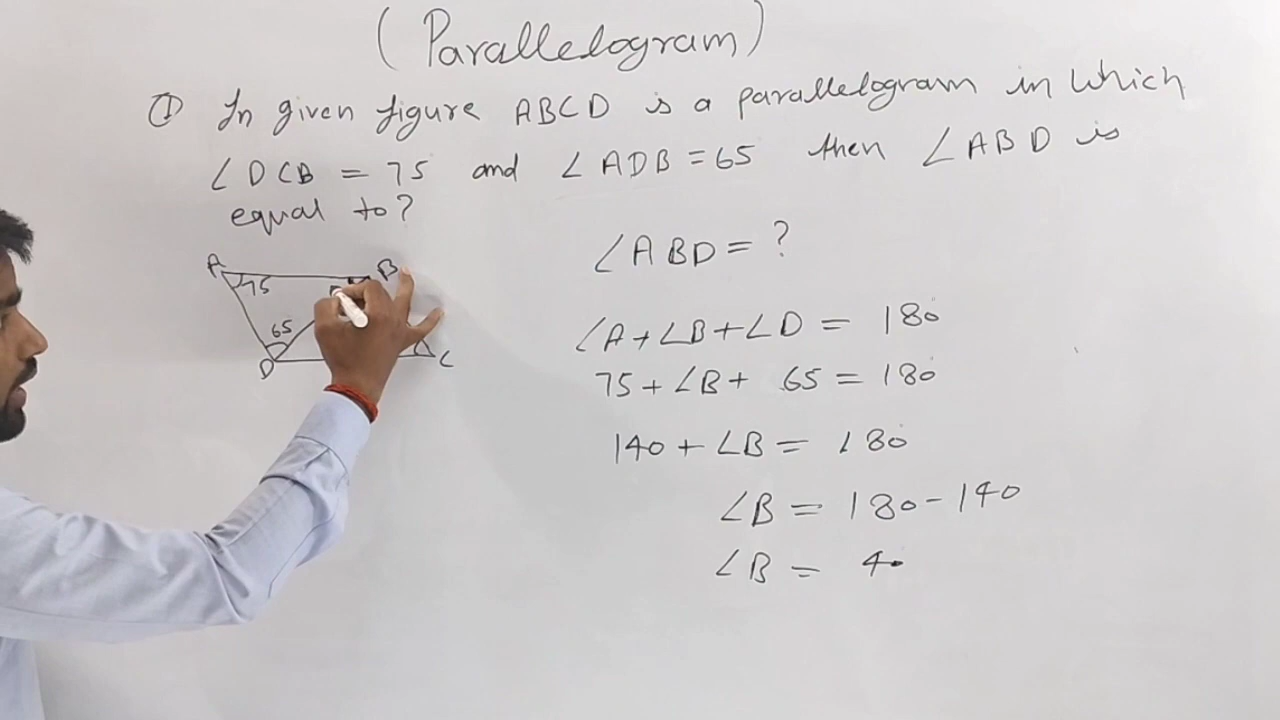 (Parallelogram)
① In given figure ABCD is a parallelogram in which
∠DCB = 75 and ∠ADB = 65 then ∠ABD is
equal to?
∠ABD = ?
A
B
75
65
D
C
∠A + ∠B + ∠D = 180
75 + ∠B + 65 = 180
140 + ∠B = 180
∠B = 180 - 140
∠B = 40